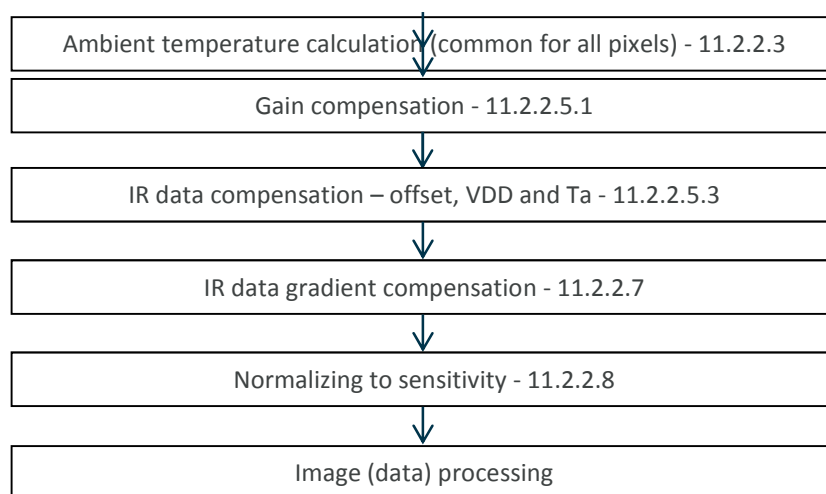 Ambient temperature calculation (common for all pixels) - 11.2.2.3
Gain compensation - 11.2.2.5.1
IR data compensation – offset, VDD and Ta - 11.2.2.5.3
IR data gradient compensation - 11.2.2.7
Normalizing to sensitivity - 11.2.2.8
Image (data) processing